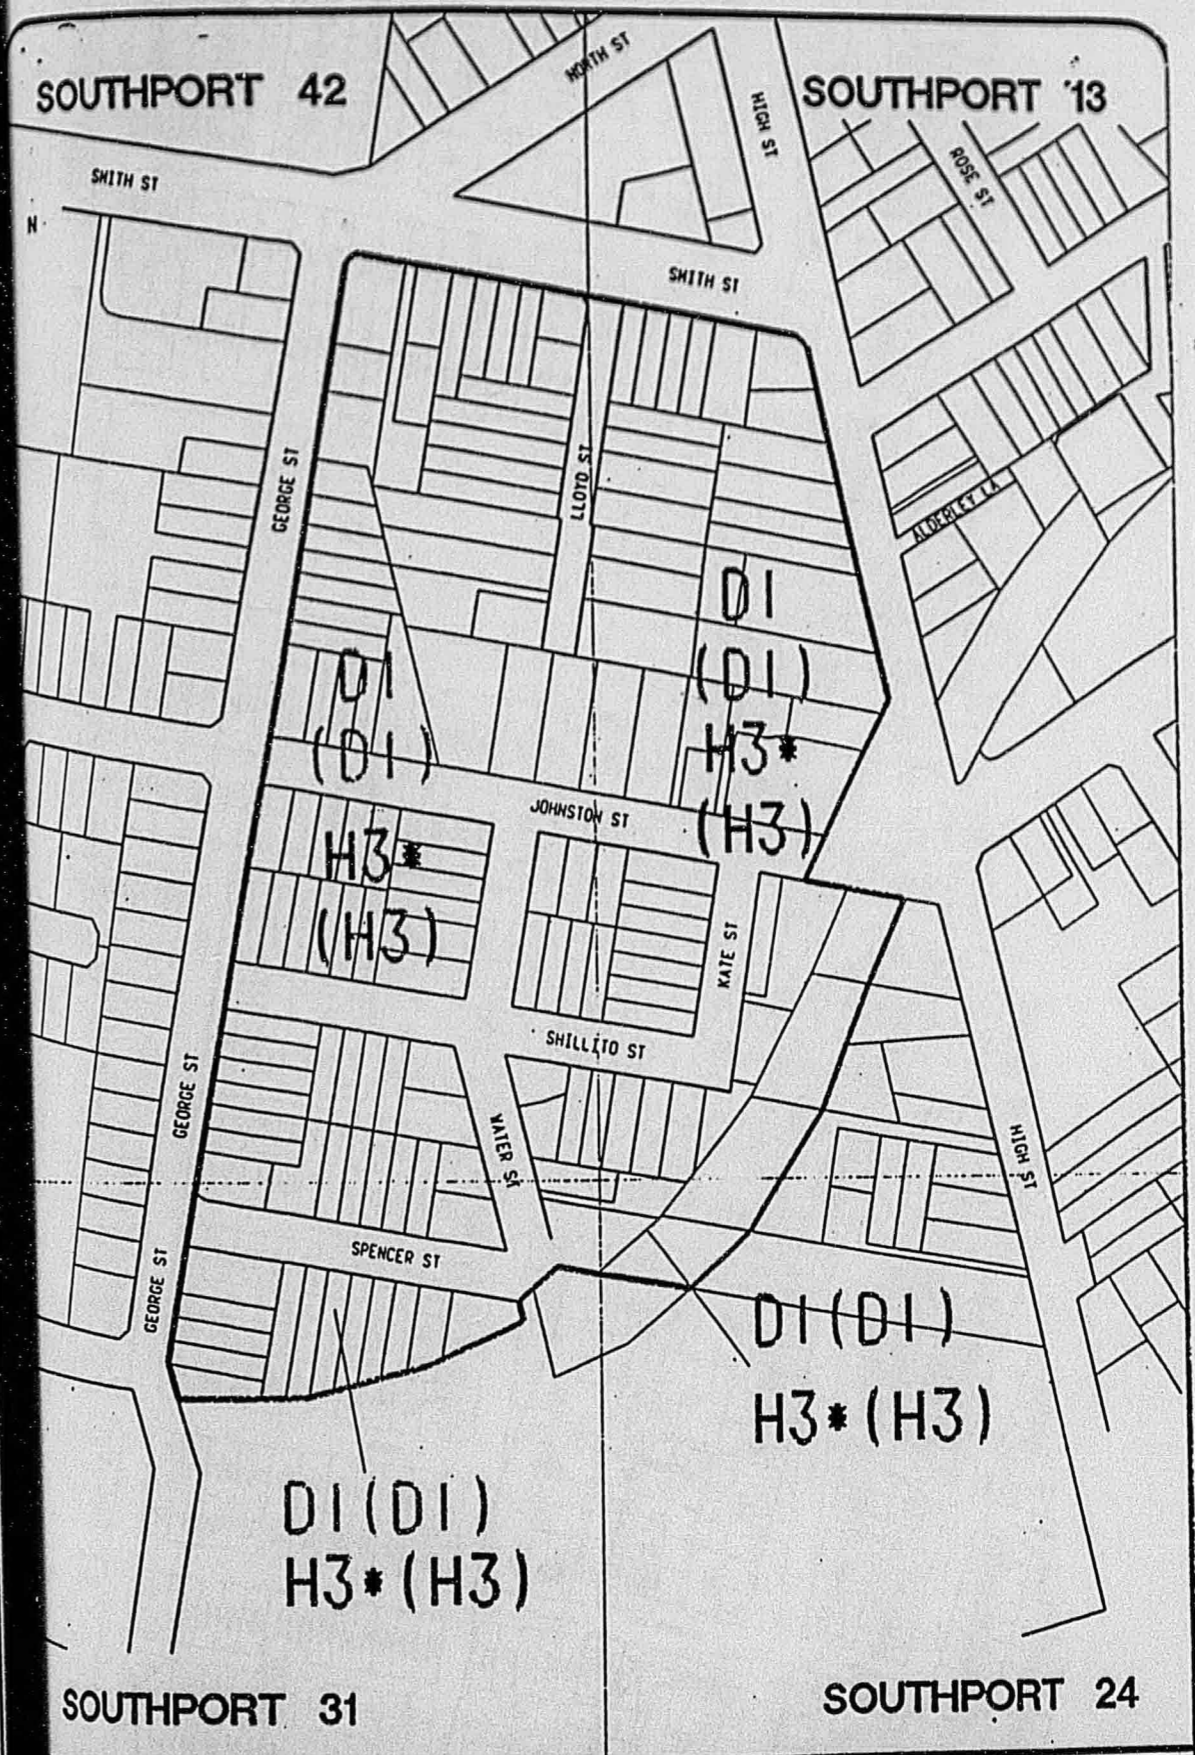 NORTH ST
SOUTHPORT 42
SOUTHPORT 13
HIGH ST
ROSE ST
SMITH ST
N
SMITH ST
GEORGE ST
LLOYD ST
ALDERLEY LA
D1
(D1)
H3*
(H3)
D1
(D1)
H3*
(H3)
JOHNSTON ST
KATE ST
SHILLITO ST
GEORGE ST
WATER ST
HIGH ST
SPENCER ST
GEORGE ST
D1(D1)
H3*(H3)
D1(D1)
H3*(H3)
SOUTHPORT 31
SOUTHPORT 24